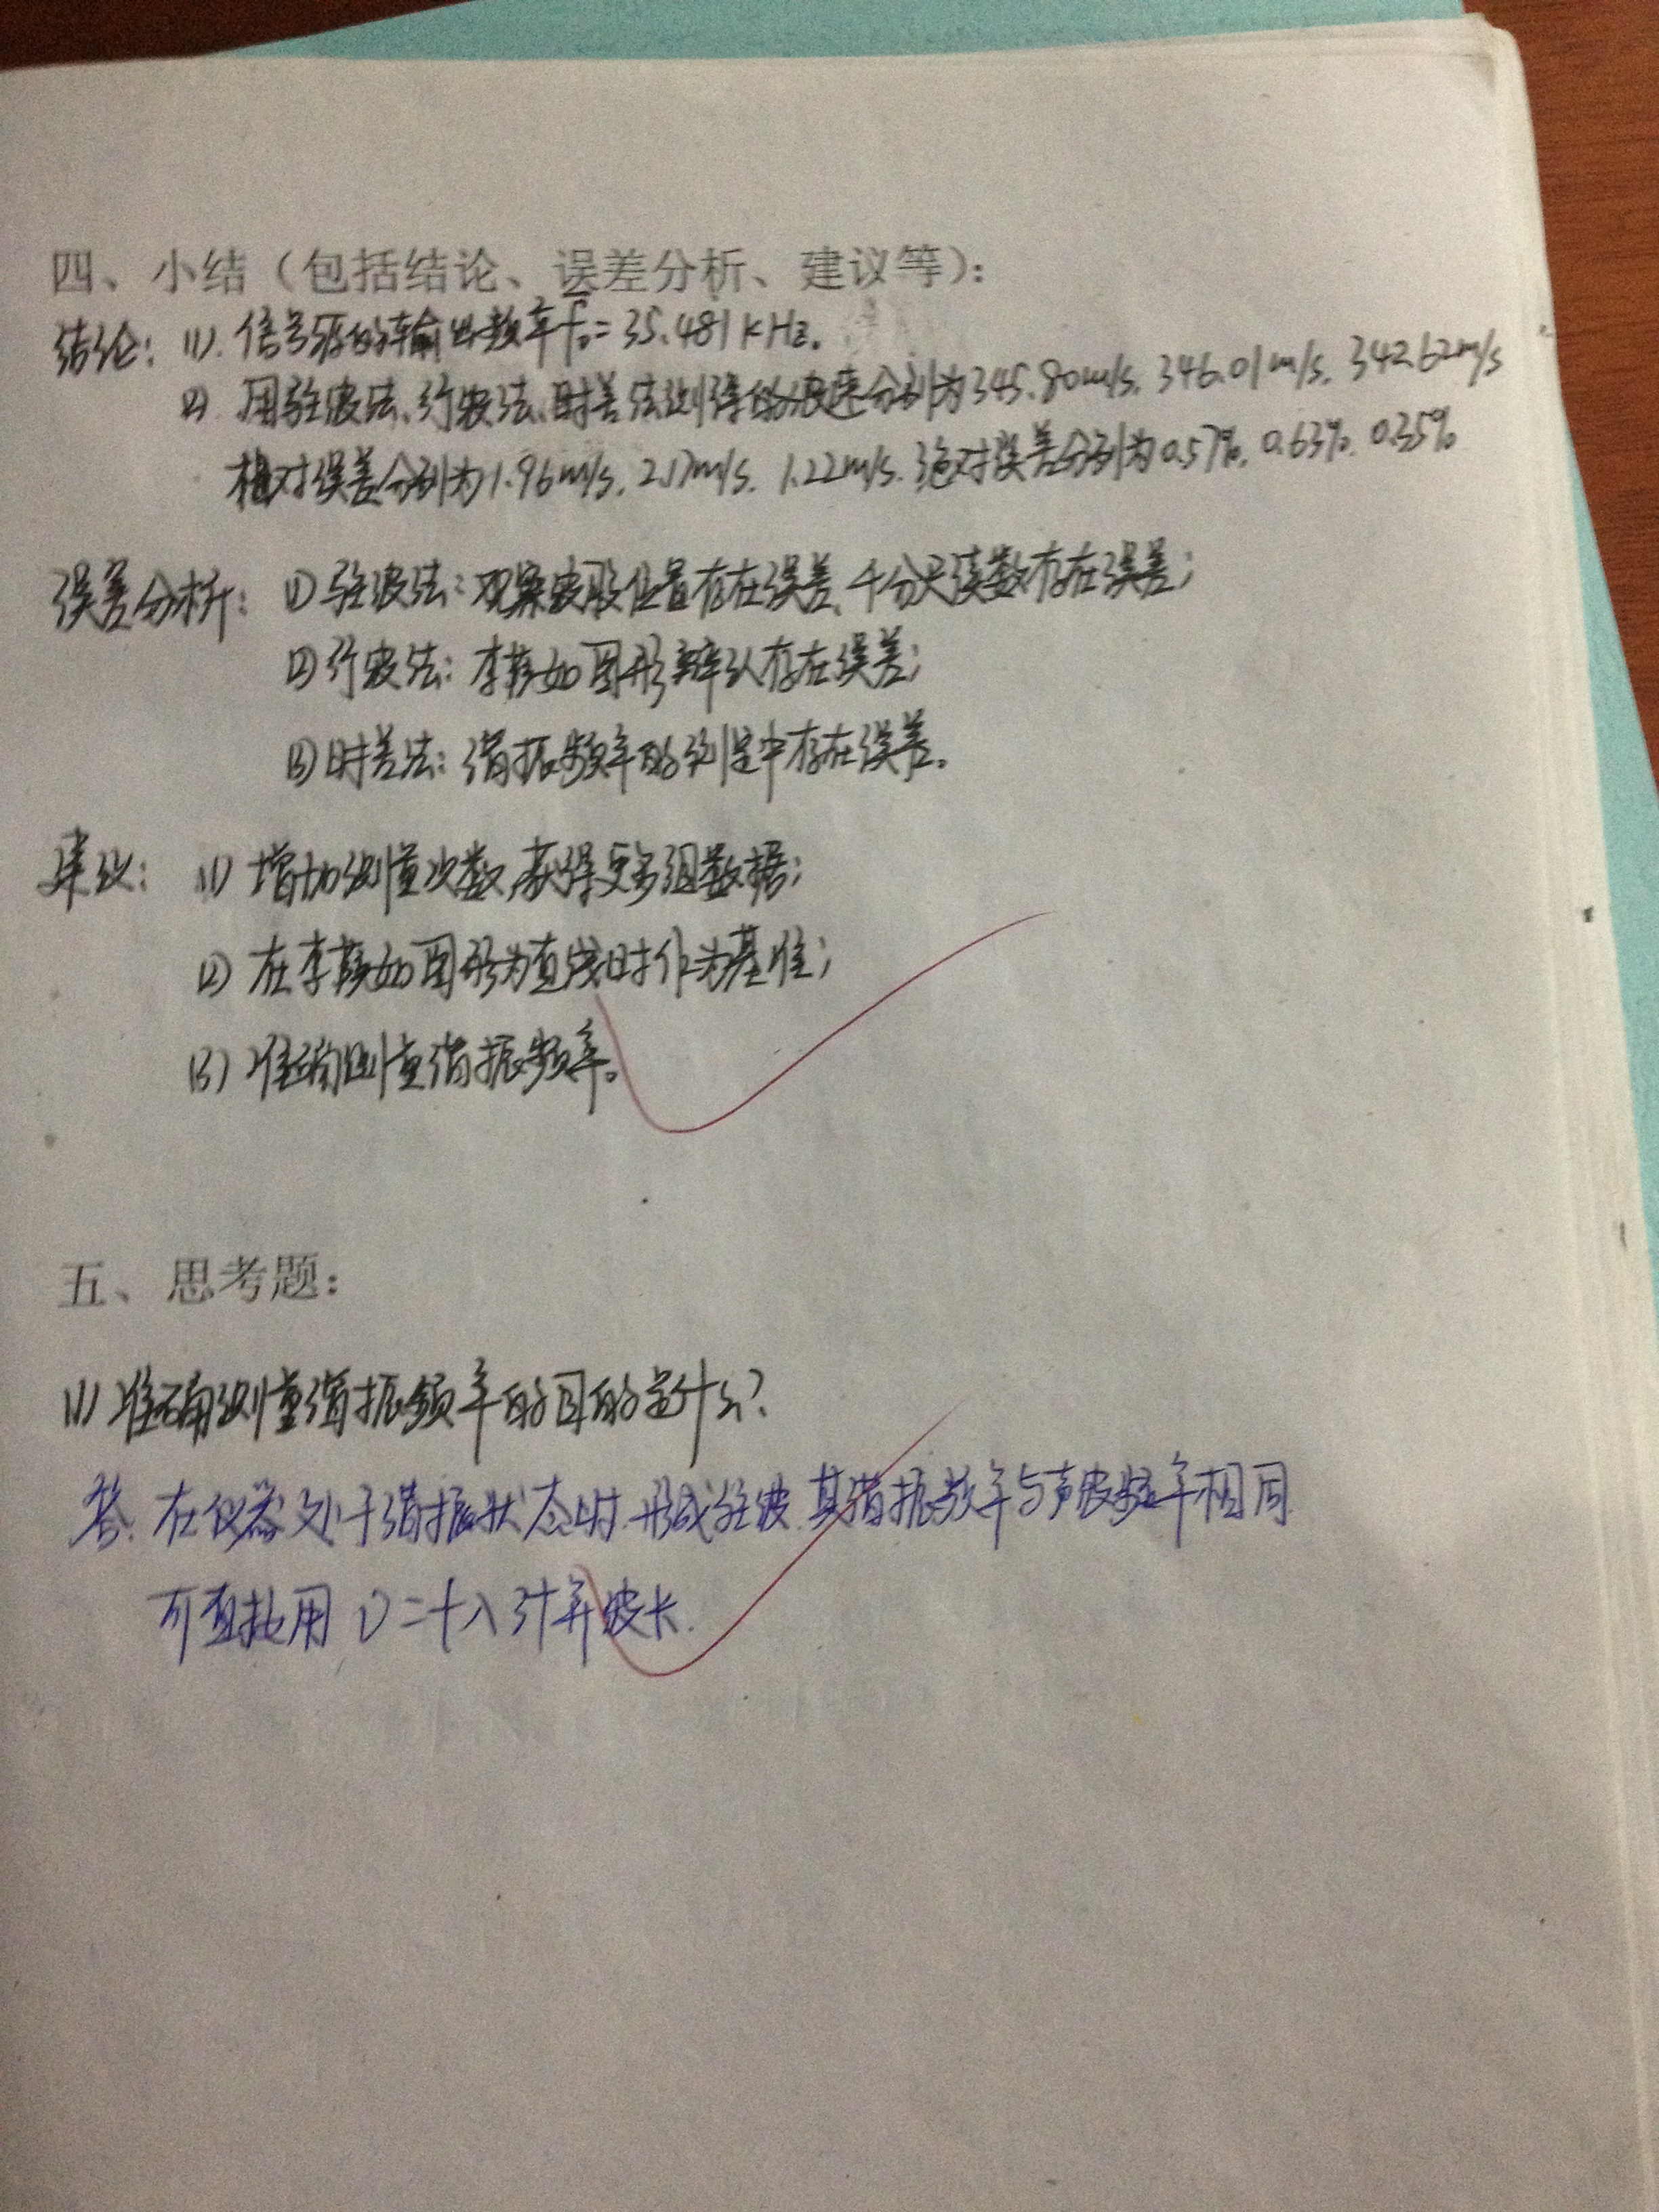 四、小结（包括结论、误差分析、建议等）：
结论：(1). 信号源的输出频率f₀=35.481KHz。
(2). 用驻波法、行波法、时差法测得的波速分别为345.80m/s, 346.01m/s, 342.62m/s
相对误差分别为1.96m/s, 2.17m/s, 1.22m/s. 绝对误差分别为0.57%, 0.63%, 0.35%
误差分析：(1) 驻波法：观察波形位置存在误差、千分尺读数存在误差；
(2) 行波法：李萨如图形辨认存在误差；
(3) 时差法：谐振频率的测定中存在误差。
建议：(1) 增加测量次数,获得更多组数据；
(2) 在李萨如图形为直线时作为基准；
(3) 准确测量谐振频率。
五、思考题：
(1) 准确测量谐振频率的目的是什么？
答. 在仪器处于谐振状态时.形成驻波.其谐振频率与声波频率相同
可直接用 υ=fλ 计算波长.